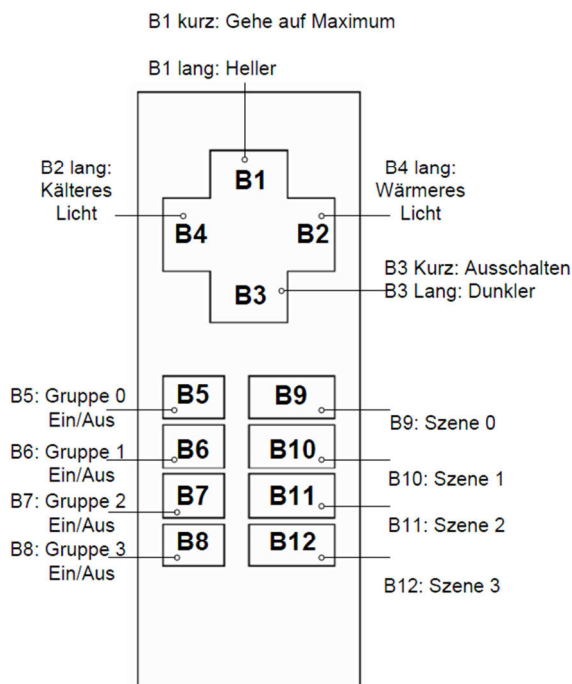 B1 kurz: Gehe auf Maximum
B1 lang: Heller
B2 lang:
Kälteres
Licht
B4 lang:
Wärmeres
Licht
B1
B4
B2
B3
B3 Kurz: Ausschalten
B3 Lang: Dunkler
B5: Gruppe 0
Ein/Aus
B5
B9
B9: Szene 0
B6: Gruppe 1
Ein/Aus
B6
B10
B10: Szene 1
B7: Gruppe 2
Ein/Aus
B7
B11
B11: Szene 2
B8: Gruppe 3
Ein/Aus
B8
B12
B12: Szene 3